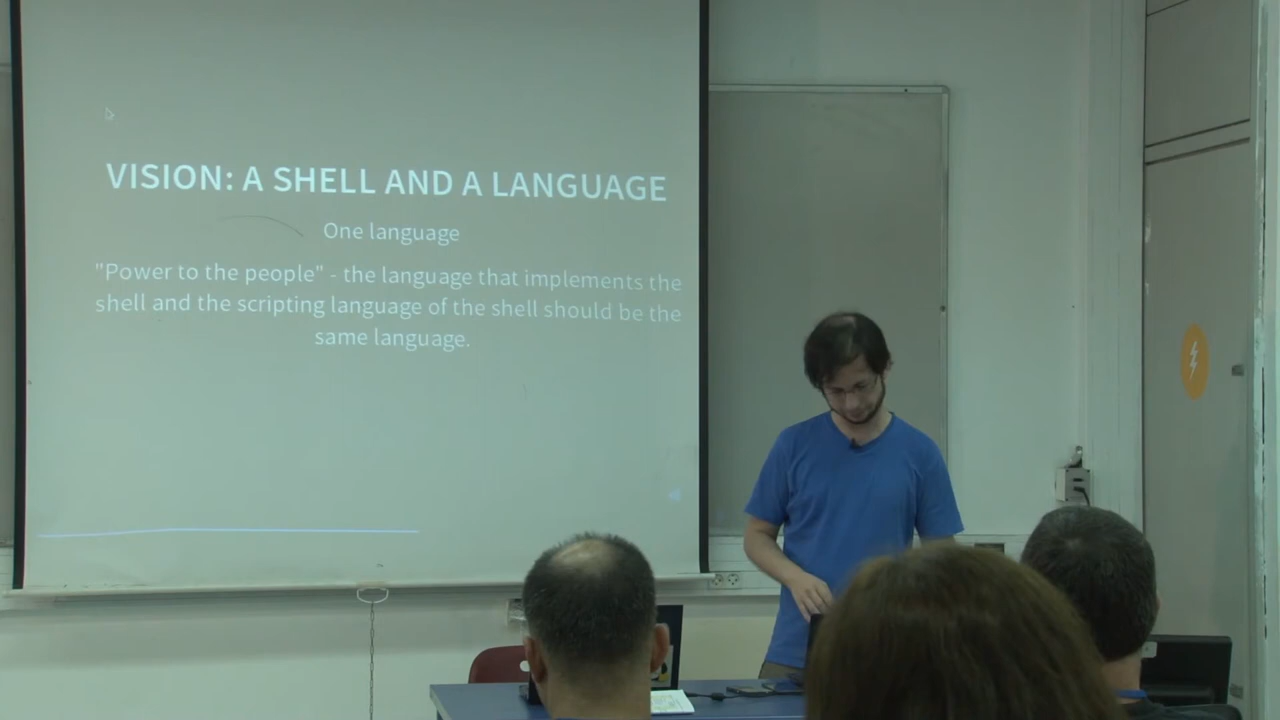 VISION: A SHELL AND A LANGUAGE
One language
"Power to the people" - the language that implements the
shell and the scripting language of the shell should be the
same language.